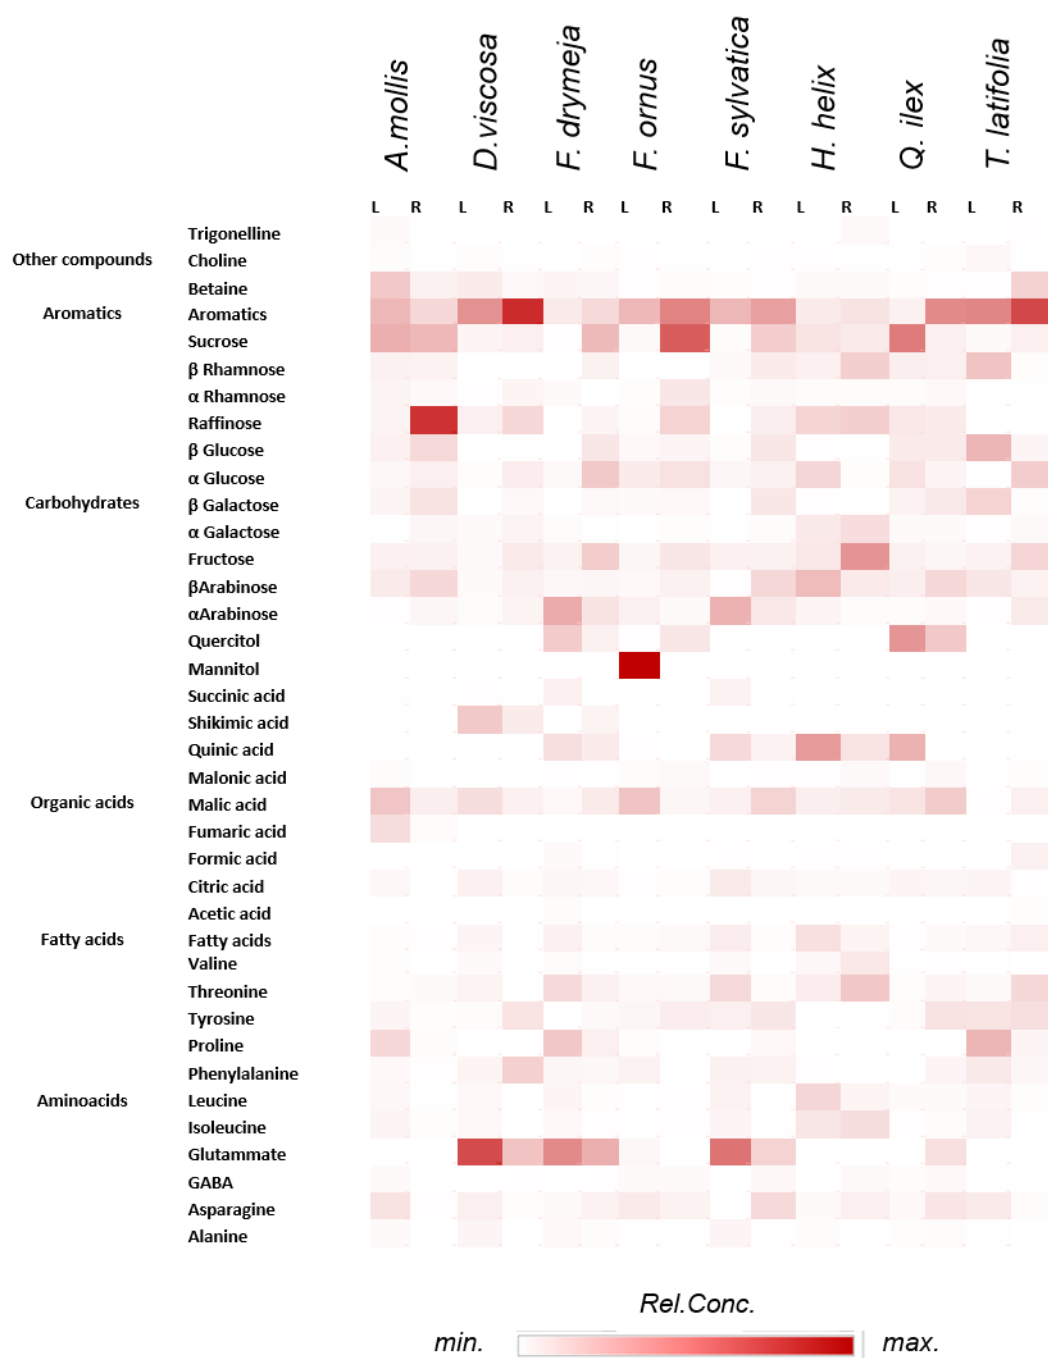 A.mollis D.viscosa F. drymeja F. ornus F. sylvatica H. helix Q. ilex T. latifolia
L R L R L R L R L R L R L R L R
Trigonelline
Other compounds Choline
Betaine
Aromatics Aromatics
Sucrose
β Rhamnose
α Rhamnose
Raffinose
β Glucose
α Glucose
Carbohydrates β Galactose
α Galactose
Fructose
βArabinose
αArabinose
Quercitol
Mannitol
Succinic acid
Shikimic acid
Quinic acid
Malonic acid
Organic acids Malic acid
Fumaric acid
Formic acid
Citric acid
Acetic acid
Fatty acids Fatty acids
Valine
Threonine
Tyrosine
Proline
Phenylalanine
Aminoacids Leucine
Isoleucine
Glutammate
GABA
Asparagine
Alanine
Rel.Conc.
min. max.